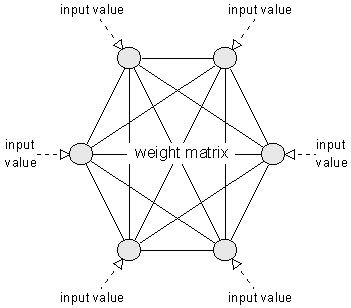 input value
input value
input
value
weight matrix
input
value
input value
input value